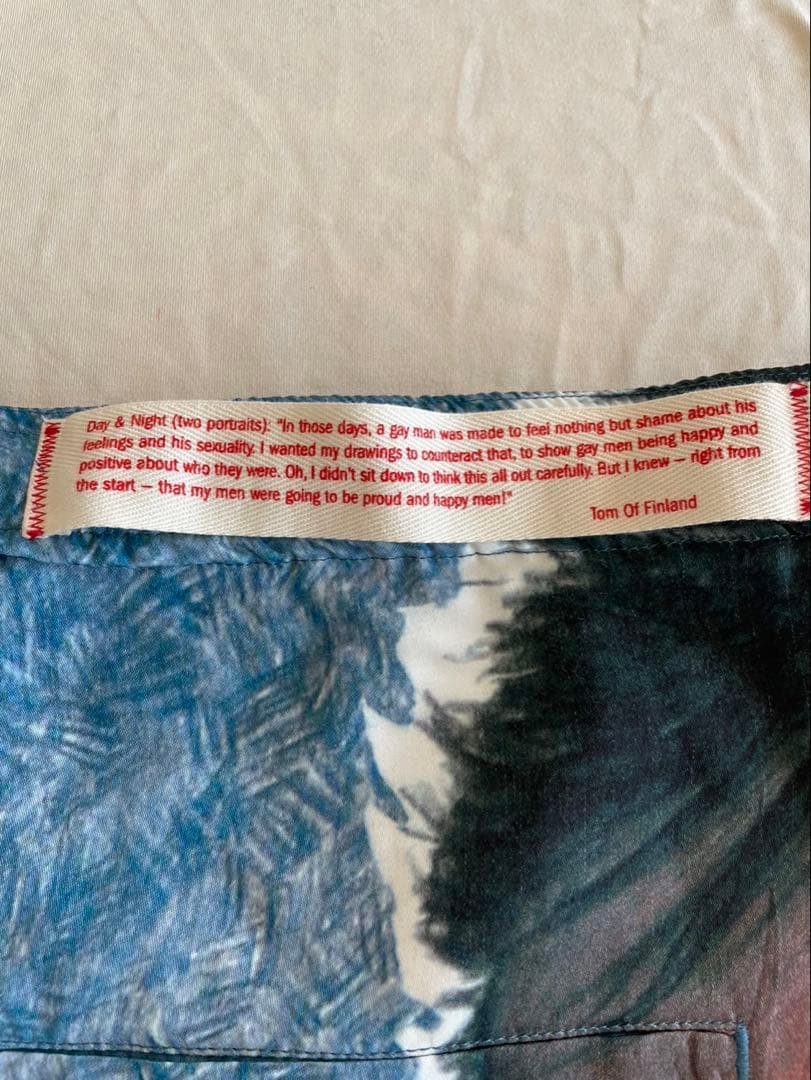 Day & Night (two portraits): "In those days, a gay man was made to feel nothing but shame about his
feelings and his sexuality. I wanted my drawings to counteract that, to show gay men being happy and
positive about who they were. Oh, I didn't sit down to think this all out carefully. But I knew — right from
the start — that my men were going to be proud and happy men!"
Tom Of Finland